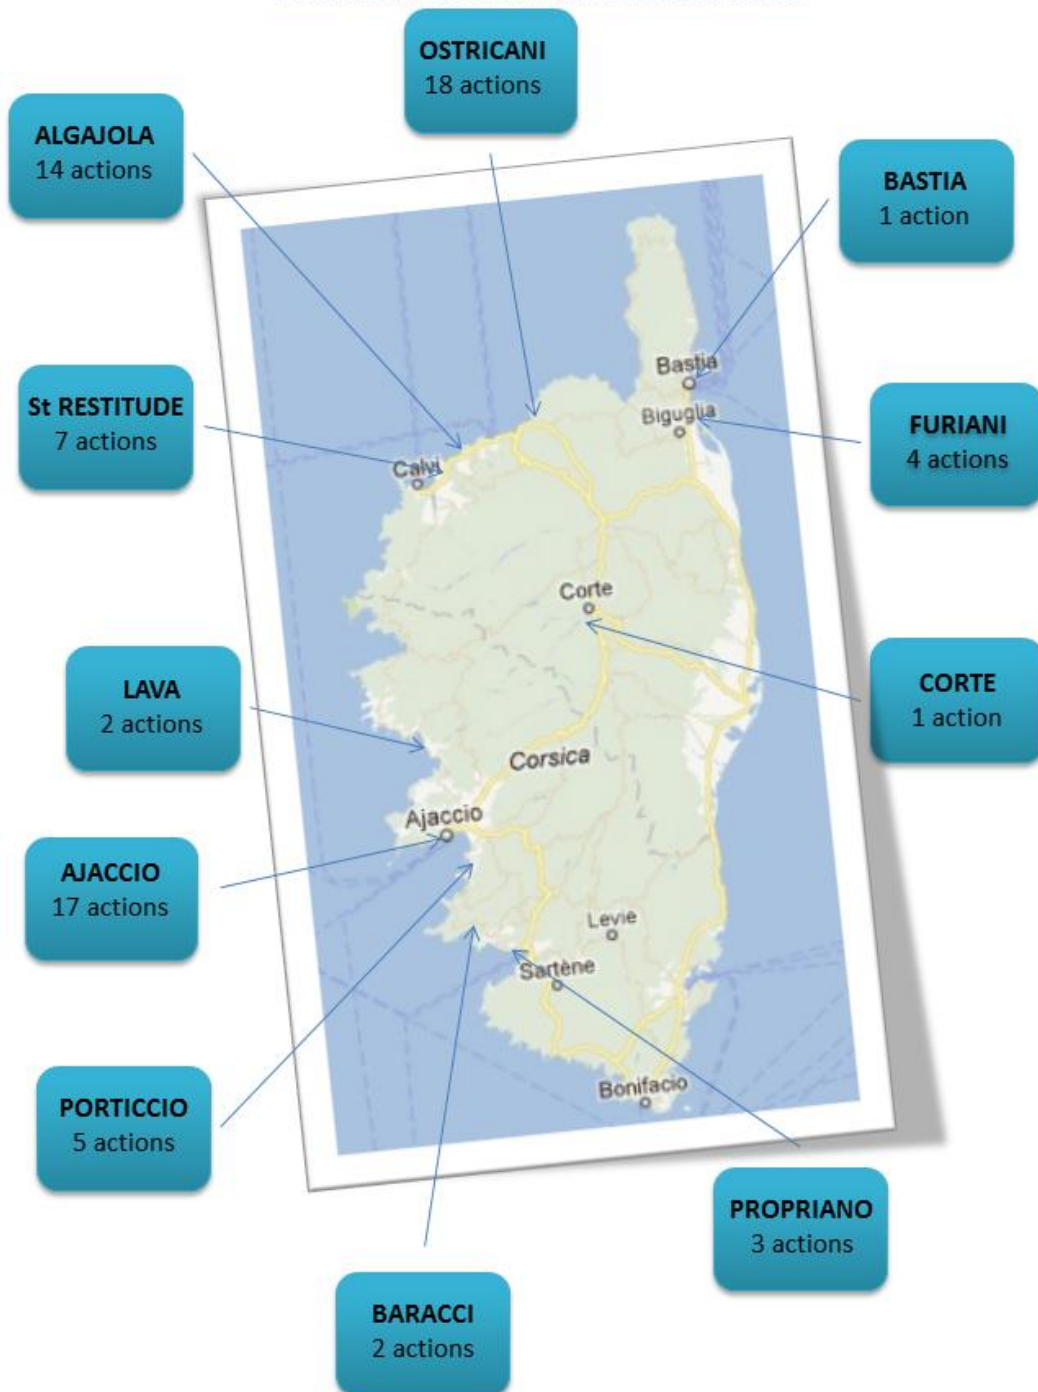 OSTRICANI
18 actions
ALGAJOLA
14 actions
BASTIA
1 action
Bastia
St RESTITUDE
7 actions
Biguglia
FURIANI
4 actions
Calvi
Corte
LAVA
2 actions
CORTE
1 action
Corsica
Ajaccio
AJACCIO
17 actions
Levie
Sartène
PORTICCIO
5 actions
Bonifacio
PROPRIANO
3 actions
BARACCI
2 actions